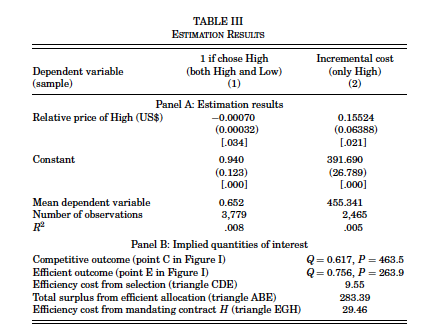 TABLE III
ESTIMATION RESULTS
1 if chose High Incremental cost
Dependent variable (both High and Low) (only High)
(sample) (1) (2)
Panel A: Estimation results
Relative price of High (US$) −0.00070 0.15524
(0.00032) (0.06388)
[.034] [.021]
Constant 0.940 391.690
(0.123) (26.789)
[.000] [.000]
Mean dependent variable 0.652 455.341
Number of observations 3,779 2,465
R² .008 .005
Panel B: Implied quantities of interest
Competitive outcome (point C in Figure I) Q = 0.617, P = 463.5
Efficient outcome (point E in Figure I) Q = 0.756, P = 263.9
Efficiency cost from selection (triangle CDE) 9.55
Total surplus from efficient allocation (triangle ABE) 283.39
Efficiency cost from mandating contract H (triangle EGH) 29.46